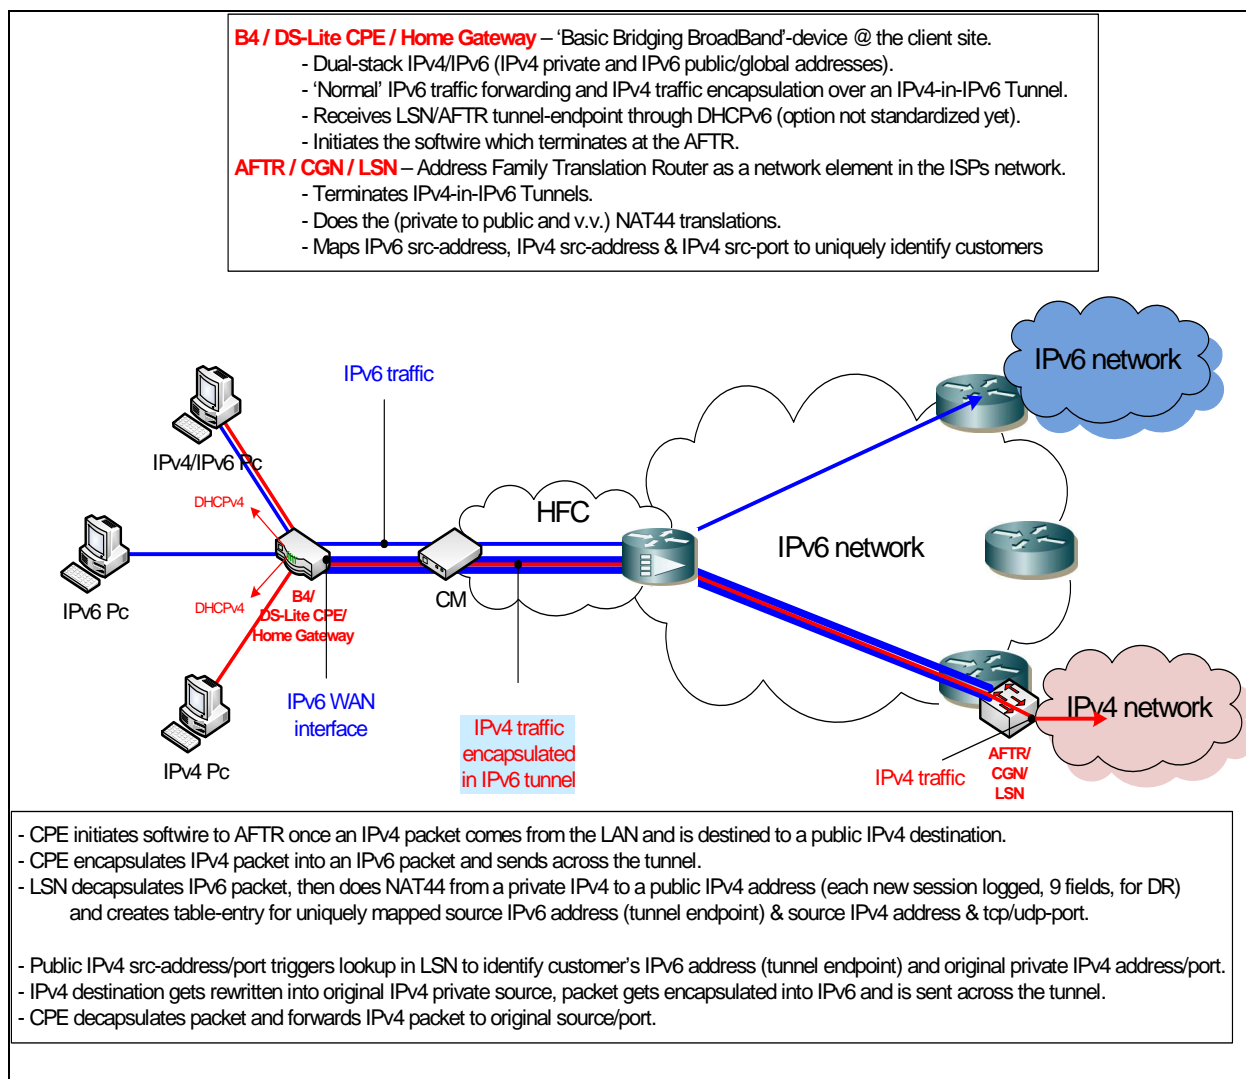 B4 / DS-Lite CPE / Home Gateway – ‘Basic Bridging BroadBand’-device @ the client site.
- Dual-stack IPv4/IPv6 (IPv4 private and IPv6 public/global addresses).
- ‘Normal’ IPv6 traffic forwarding and IPv4 traffic encapsulation over an IPv4-in-IPv6 Tunnel.
- Receives LSN/AFTR tunnel-endpoint through DHCPv6 (option not standardized yet).
- Initiates the softwire which terminates at the AFTR.
AFTR / CGN / LSN – Address Family Translation Router as a network element in the ISPs network.
- Terminates IPv4-in-IPv6 Tunnels.
- Does the (private to public and v.v.) NAT44 translations.
- Maps IPv6 src-address, IPv4 src-address & IPv4 src-port to uniquely identify customers
IPv6 network
IPv6 traffic
IPv4/IPv6 Pc
DHCPv4
HFC
IPv6 network
IPv6 Pc
DHCPv4
B4/
DS-Lite CPE/
Home Gateway
CM
IPv6 WAN
interface
IPv4 traffic
encapsulated
in IPv6 tunnel
IPv4 Pc
IPv4 network
IPv4 traffic
AFTR/
CGN/
LSN
- CPE initiates softwire to AFTR once an IPv4 packet comes from the LAN and is destined to a public IPv4 destination.
- CPE encapsulates IPv4 packet into an IPv6 packet and sends across the tunnel.
- LSN decapsulates IPv6 packet, then does NAT44 from a private IPv4 to a public IPv4 address (each new session logged, 9 fields, for DR)
and creates table-entry for uniquely mapped source IPv6 address (tunnel endpoint) & source IPv4 address & tcp/udp-port.
- Public IPv4 src-address/port triggers lookup in LSN to identify customer’s IPv6 address (tunnel endpoint) and original private IPv4 address/port.
- IPv4 destination gets rewritten into original IPv4 private source, packet gets encapsulated into IPv6 and is sent across the tunnel.
- CPE decapsulates packet and forwards IPv4 packet to original source/port.